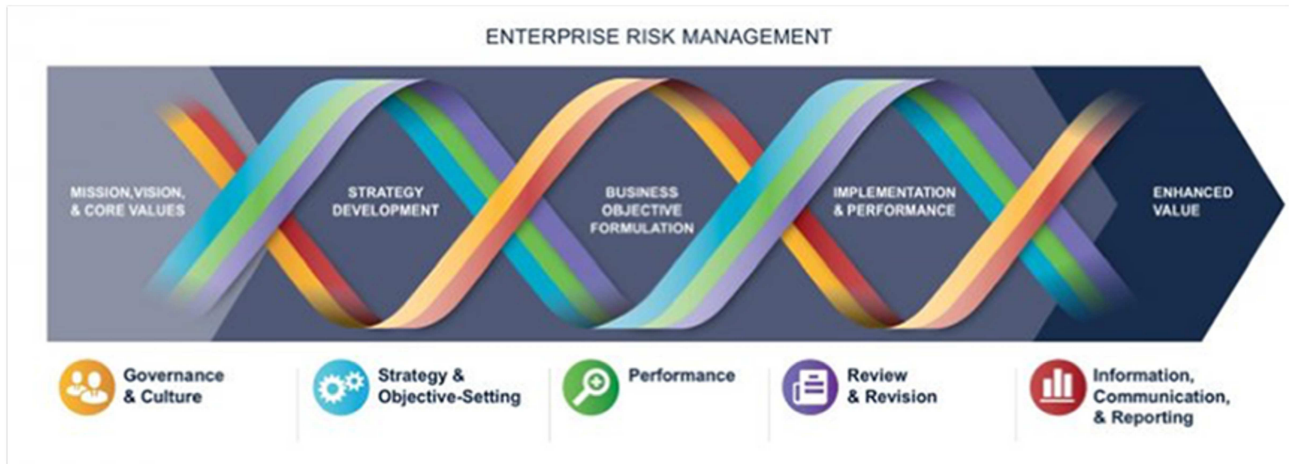 ENTERPRISE RISK MANAGEMENT
MISSION, VISION,
& CORE VALUES
STRATEGY
DEVELOPMENT
BUSINESS
OBJECTIVE
FORMULATION
IMPLEMENTATION
& PERFORMANCE
ENHANCED
VALUE
Governance
& Culture
Strategy &
Objective-Setting
Performance
Review
& Revision
Information,
Communication,
& Reporting